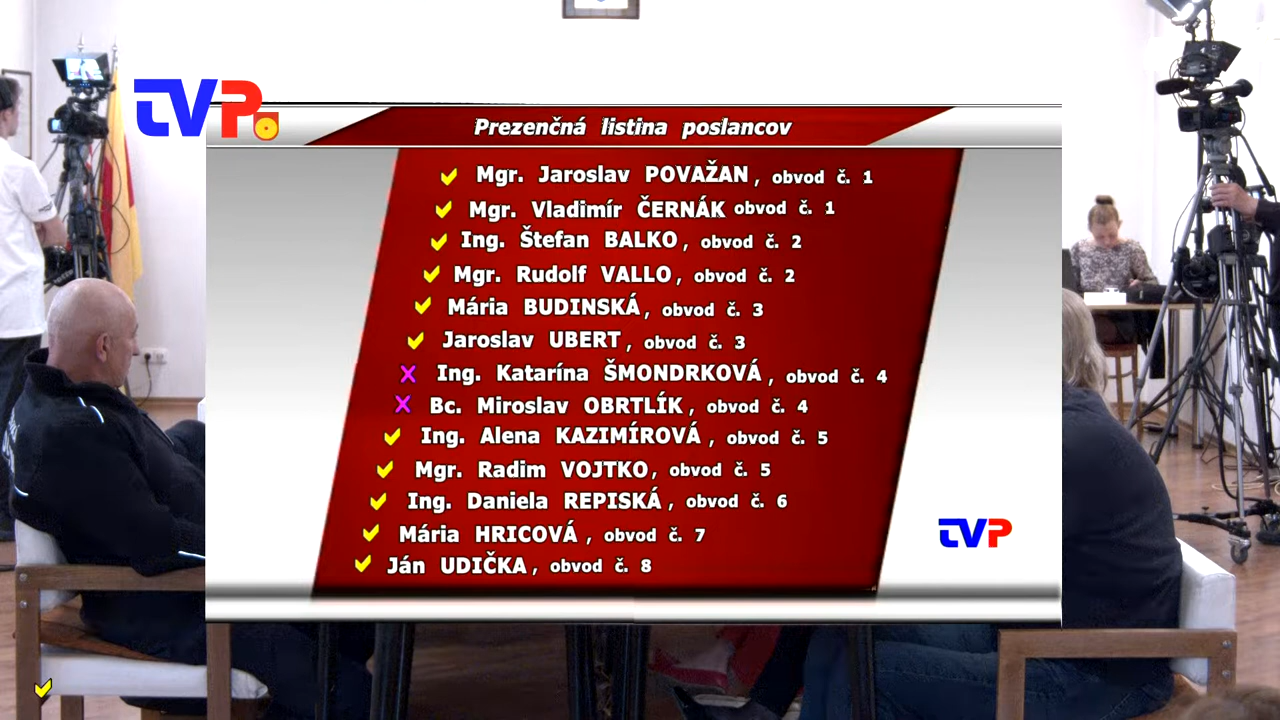 TVP
Prezenčná listina poslancov
Mgr. Jaroslav POVAŽAN, obvod č. 1
Mgr. Vladimír ČERNÁK obvod č. 1
Ing. Štefan BALKO, obvod č. 2
Mgr. Rudolf VALLO, obvod č. 2
Mária BUDINSKÁ, obvod č. 3
Jaroslav UBERT, obvod č. 3
Ing. Katarína ŠMONDRKOVÁ, obvod č. 4
Bc. Miroslav OBRTLÍK, obvod č. 4
Ing. Alena KAZIMÍROVÁ, obvod č. 5
Mgr. Radim VOJTKO, obvod č. 5
Ing. Daniela REPISKÁ, obvod č. 6
Mária HRICOVÁ, obvod č. 7
Ján UDIČKA, obvod č. 8
TVP